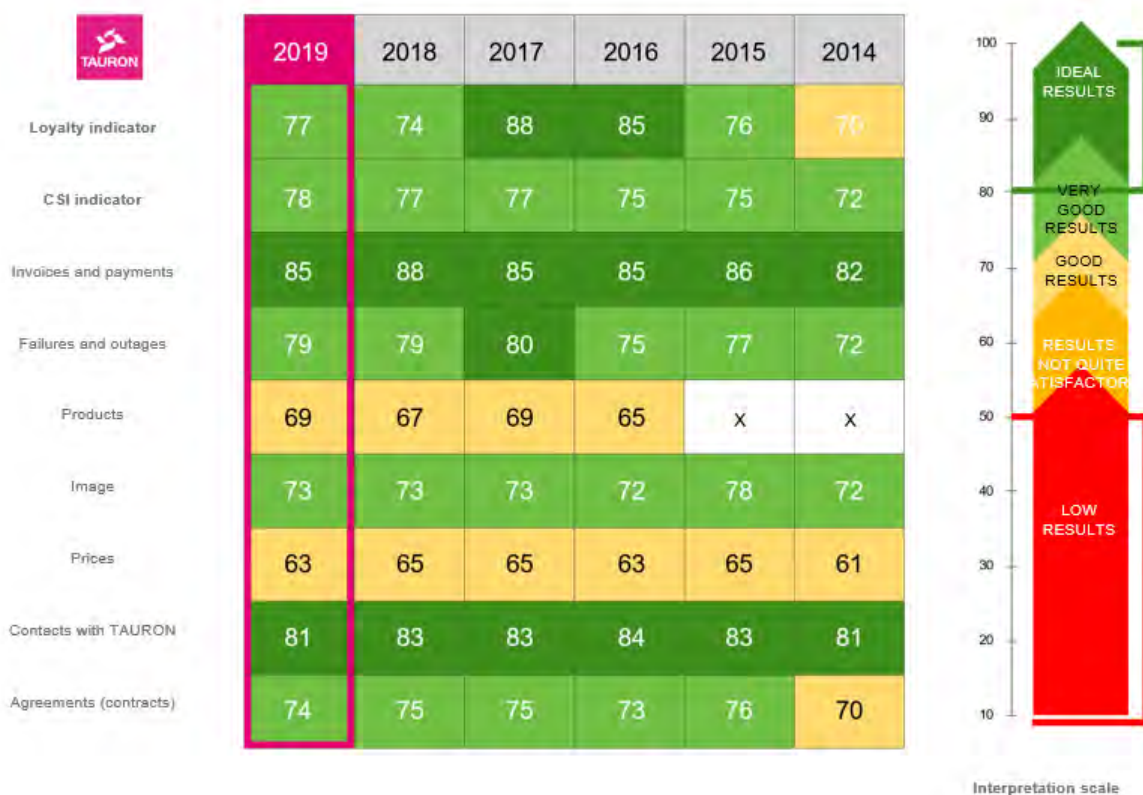 TAURON
2019 2018 2017 2016 2015 2014
Loyalty indicator 77 74 88 85 76 70
CSI indicator 78 77 77 75 75 72
Invoices and payments 85 88 85 85 86 82
Failures and outages 79 79 80 75 77 72
Products 69 67 69 65 x x
Image 73 73 73 72 78 72
Prices 63 65 65 63 65 61
Contacts with TAURON 81 83 83 84 83 81
Agreements (contracts) 74 75 75 73 76 70
100
90
80
70
60
50
40
30
20
10
IDEAL
RESULTS
VERY
GOOD
RESULTS
GOOD
RESULTS
RESULTS
NOT QUITE
ATISFACTOR
LOW
RESULTS
Interpretation scale